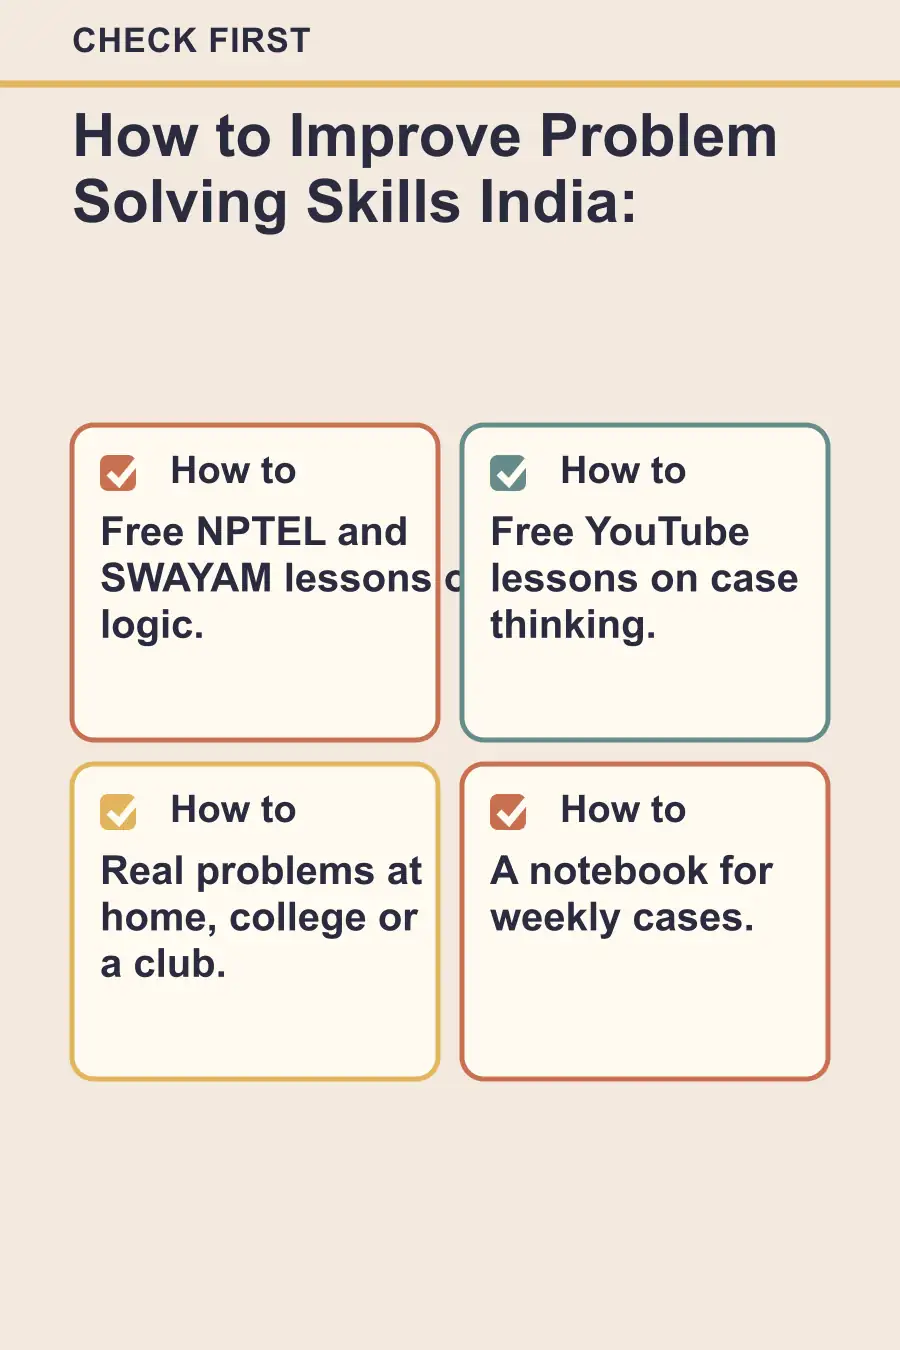 CHECK FIRST
How to Improve Problem
Solving Skills India:
How to
Free NPTEL and
SWAYAM lessons
logic.
How to
Free YouTube
lessons on case
thinking.
How to
Real problems at
home, college or
a club.
How to
A notebook for
weekly cases.